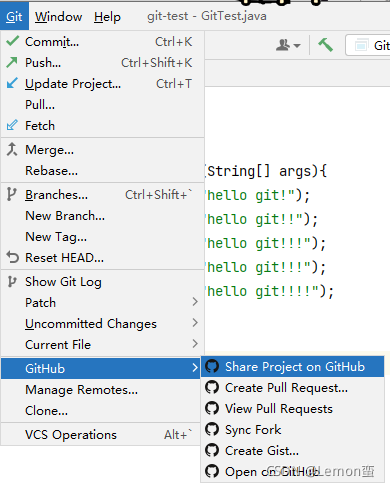 Git Window Help git-test - GitTest.java
Commit... Ctrl+K
Push... Ctrl+Shift+K
Update Project... Ctrl+T
Pull...
Fetch
Merge...
Rebase...
(String[] args){
Branches... Ctrl+Shift+`
"hello git!");
New Branch...
"hello git!!");
New Tag...
"hello git!!!");
Reset HEAD...
"hello git!!!");
Show Git Log
"hello git!!!!");
Patch
Uncommitted Changes
Current File
GitHub
Share Project on GitHub
Manage Remotes...
Create Pull Request...
Clone...
View Pull Requests
VCS Operations Alt+`
Sync Fork
Create Gist...
Open on GitHub
CSDN @Lemon蛮
Git